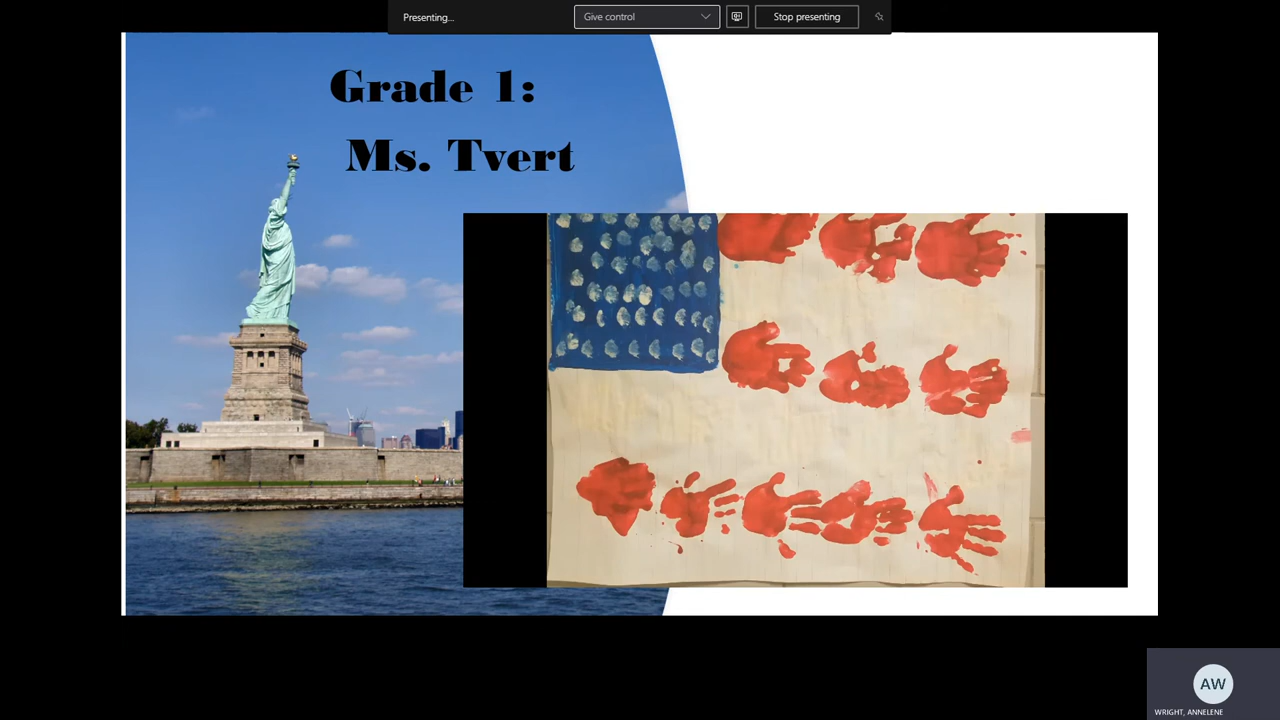 Presenting...
Give control
Stop presenting
Grade 1:
Ms. Tvert
AW
WRIGHT, ANNELENE